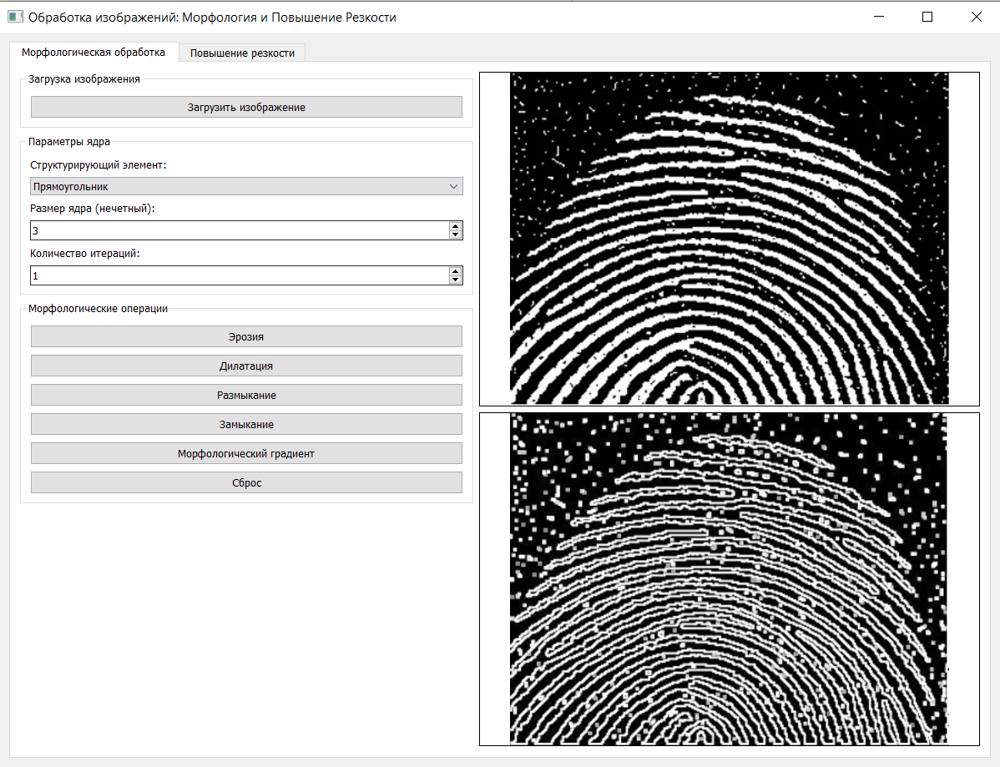 Обработка изображений: Морфология и Повышение Резкости
Морфологическая обработка
Повышение резкости
Загрузка изображения
Загрузить изображение
Параметры ядра
Структурирующий элемент:
Прямоугольник
Размер ядра (нечетный):
3
Количество итераций:
1
Морфологические операции
Эрозия
Дилатация
Размыкание
Замыкание
Морфологический градиент
Сброс